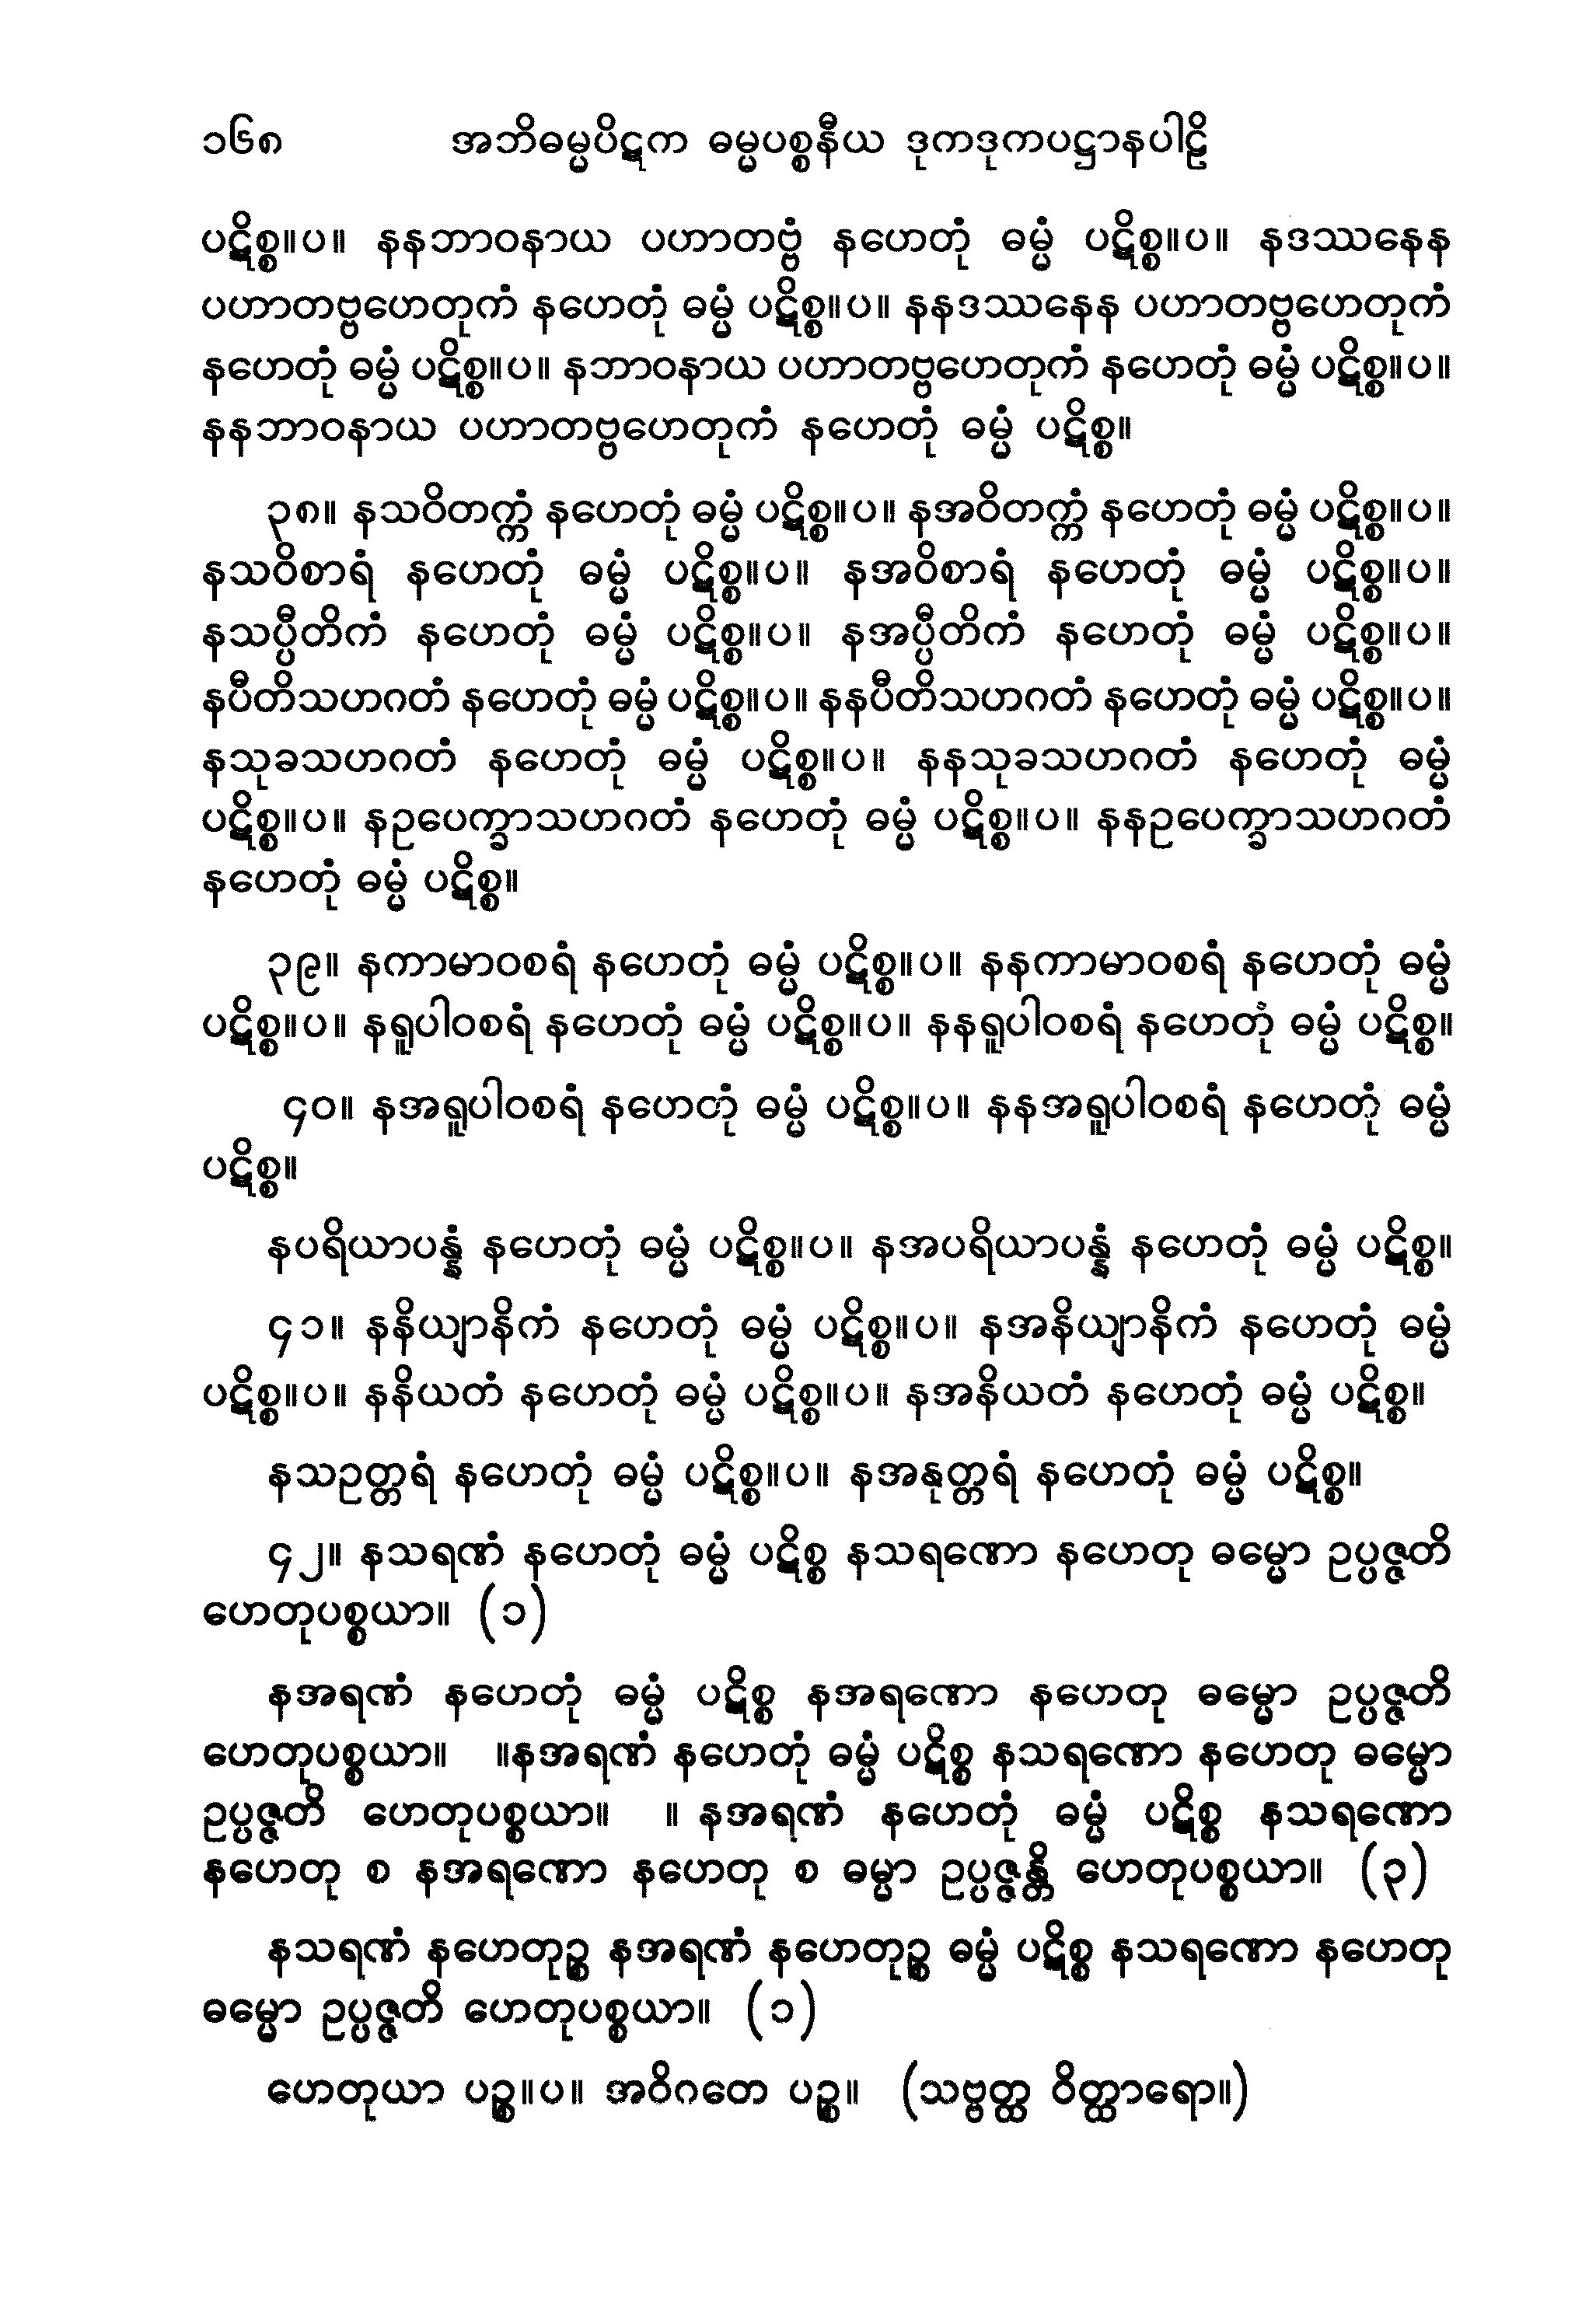 ၁၆၈ အဘိဓမ္မပိဋက ဓမ္မပစ္စနီယ ဒုကဒုကပဋ္ဌာနပါဠိ
ပဋိစ္စ။ပ။ နနဘာဝနာယ ပဟာတဗ္ဗံ နဟေတုံ ဓမ္မံ ပဋိစ္စ။ပ။ နဒဿနေန
ပဟာတဗ္ဗဟေတုကံ နဟေတုံ ဓမ္မံ ပဋိစ္စ။ပ။ နနဒဿနေန ပဟာတဗ္ဗဟေတုကံ
နဟေတုံ ဓမ္မံ ပဋိစ္စ။ပ။ နဘာဝနာယ ပဟာတဗ္ဗဟေတုကံ နဟေတုံ ဓမ္မံ ပဋိစ္စ။ပ။
နနဘာဝနာယ ပဟာတဗ္ဗဟေတုကံ နဟေတုံ ဓမ္မံ ပဋိစ္စ။
၃၈။ နသဝိတက္ကံ နဟေတုံ ဓမ္မံ ပဋိစ္စ။ပ။ နအဝိတက္ကံ နဟေတုံ ဓမ္မံ ပဋိစ္စ။ပ။
နသဝိစာရံ နဟေတုံ ဓမ္မံ ပဋိစ္စ။ပ။ နအဝိစာရံ နဟေတုံ ဓမ္မံ ပဋိစ္စ။ပ။
နသပ္ပီတိကံ နဟေတုံ ဓမ္မံ ပဋိစ္စ။ပ။ နအပ္ပီတိကံ နဟေတုံ ဓမ္မံ ပဋိစ္စ။ပ။
နပီတိသဟဂတံ နဟေတုံ ဓမ္မံ ပဋိစ္စ။ပ။ နနပီတိသဟဂတံ နဟေတုံ ဓမ္မံ ပဋိစ္စ။ပ။
နသုခသဟဂတံ နဟေတုံ ဓမ္မံ ပဋိစ္စ။ပ။ နနသုခသဟဂတံ နဟေတုံ ဓမ္မံ
ပဋိစ္စ။ပ။ နဥပေက္ခာသဟဂတံ နဟေတုံ ဓမ္မံ ပဋိစ္စ။ပ။ နနဥပေက္ခာသဟဂတံ
နဟေတုံ ဓမ္မံ ပဋိစ္စ။
၃၉။ နကာမာဝစရံ နဟေတုံ ဓမ္မံ ပဋိစ္စ။ပ။ နနကာမာဝစရံ နဟေတုံ ဓမ္မံ
ပဋိစ္စ။ပ။ နရူပါဝစရံ နဟေတုံ ဓမ္မံ ပဋိစ္စ။ပ။ နနရူပါဝစရံ နဟေတုံ ဓမ္မံ ပဋိစ္စ။
၄၀။ နအရူပါဝစရံ နဟေတုံ ဓမ္မံ ပဋိစ္စ။ပ။ နနအရူပါဝစရံ နဟေတုံ ဓမ္မံ
ပဋိစ္စ။
နပရိယာပန္နံ နဟေတုံ ဓမ္မံ ပဋိစ္စ။ပ။ နအပရိယာပန္နံ နဟေတုံ ဓမ္မံ ပဋိစ္စ။
၄၁။ နနိယျာနိကံ နဟေတုံ ဓမ္မံ ပဋိစ္စ။ပ။ နအနိယျာနိကံ နဟေတုံ ဓမ္မံ
ပဋိစ္စ။ပ။ နနိယတံ နဟေတုံ ဓမ္မံ ပဋိစ္စ။ပ။ နအနိယတံ နဟေတုံ ဓမ္မံ ပဋိစ္စ။
နသဥတ္တရံ နဟေတုံ ဓမ္မံ ပဋိစ္စ။ပ။ နအနုတ္တရံ နဟေတုံ ဓမ္မံ ပဋိစ္စ။
၄၂။ နသရဏံ နဟေတုံ ဓမ္မံ ပဋိစ္စ နသရဏော နဟေတု ဓမ္မော ဥပ္ပဇ္ဇတိ
ဟေတုပစ္စယာ။ (၁)
နအရဏံ နဟေတုံ ဓမ္မံ ပဋိစ္စ နအရဏော နဟေတု ဓမ္မော ဥပ္ပဇ္ဇတိ
ဟေတုပစ္စယာ။ ။နအရဏံ နဟေတုံ ဓမ္မံ ပဋိစ္စ နသရဏော နဟေတု ဓမ္မော
ဥပ္ပဇ္ဇတိ ဟေတုပစ္စယာ။ ။ နအရဏံ နဟေတုံ ဓမ္မံ ပဋိစ္စ နသရဏော
နဟေတု စ နအရဏော နဟေတု စ ဓမ္မာ ဥပ္ပဇ္ဇန္တိ ဟေတုပစ္စယာ။ (၃)
နသရဏံ နဟေတုဉ္စ နအရဏံ နဟေတုဉ္စ ဓမ္မံ ပဋိစ္စ နသရဏော နဟေတု
ဓမ္မော ဥပ္ပဇ္ဇတိ ဟေတုပစ္စယာ။ (၁)
ဟေတုယာ ပဉ္စ။ပ။ အဝိဂတေ ပဉ္စ။ (သဗ္ဗတ္ထ ဝိတ္ထာရော။)